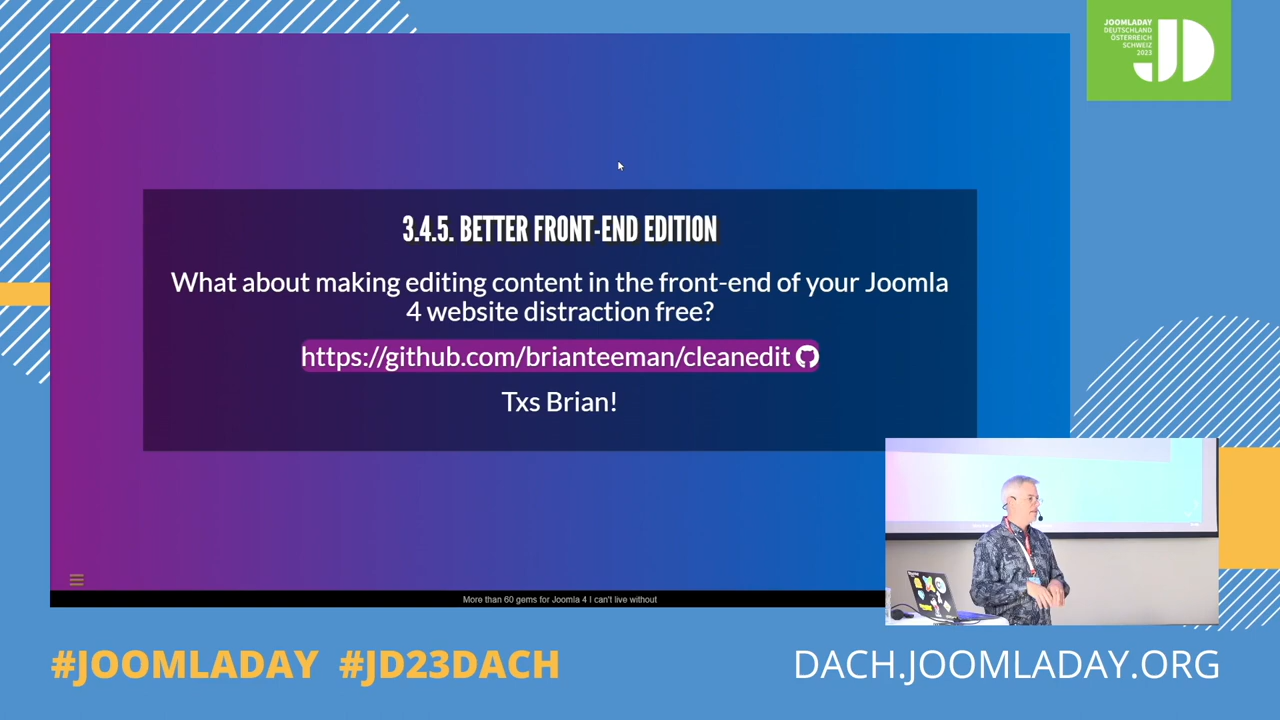 JOOMLADAY
DEUTSCHLAND
ÖSTERREICH
SCHWEIZ
2023
JD
3.4.5. BETTER FRONT-END EDITION
What about making editing content in the front-end of your Joomla
4 website distraction free?
https://github.com/brianteeman/cleanedit
Txs Brian!
More than 60 gems for Joomla 4 I can't live without
#JOOMLADAY #JD23DACH
DACH.JOOMLADAY.ORG